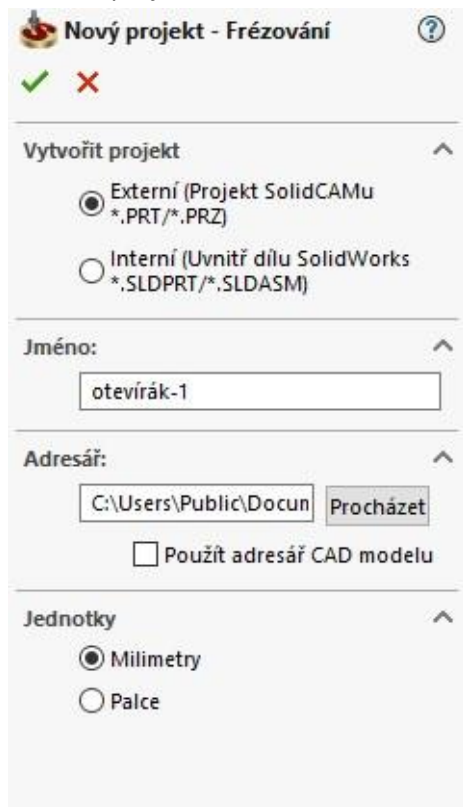 Nový projekt - Frézování
Vytvořit projekt
Externí (Projekt SolidCAMu
*.PRT/*.PRZ)
Interní (Uvnitř dílu SolidWorks
*.SLDPRT/*.SLDASM)
Jméno:
otevírák-1
Adresář:
C:\Users\Public\Docun Procházet
Použít adresář CAD modelu
Jednotky
Milimetry
Palce